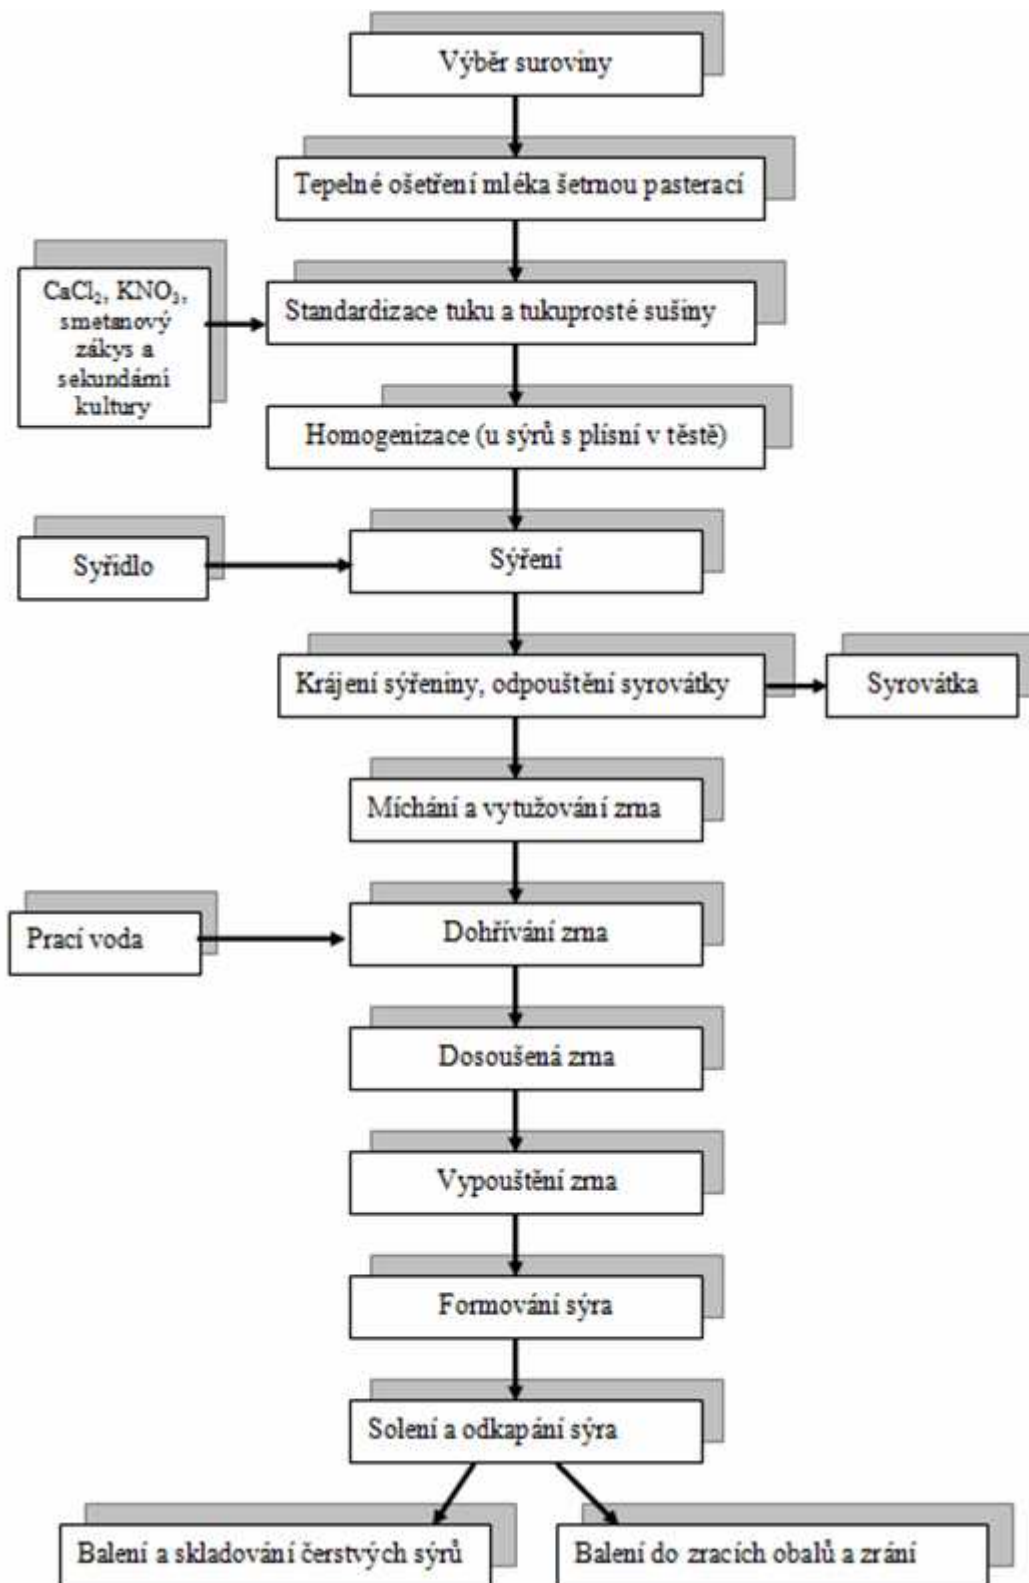 Výběr suroviny
Tepelné ošetření mléka šetrnou pasterací
CaCl₂, KNO₃,
smetanový
zákys a
sekundární
kultury
Standardizace tuku a tukuprosté sušiny
Homogenizace (u sýrů s plísní v těstě)
Syřidlo
Sýření
Krájení sýřeniny, odpouštění syrovátky
Syrovátka
Míchání a vytužování zrna
Prací voda
Dohřívání zrna
Dosoušená zrna
Vypouštění zrna
Formování sýra
Solení a odkapání sýra
Balení a skladování čerstvých sýrů
Balení do zracích obalů a zrání